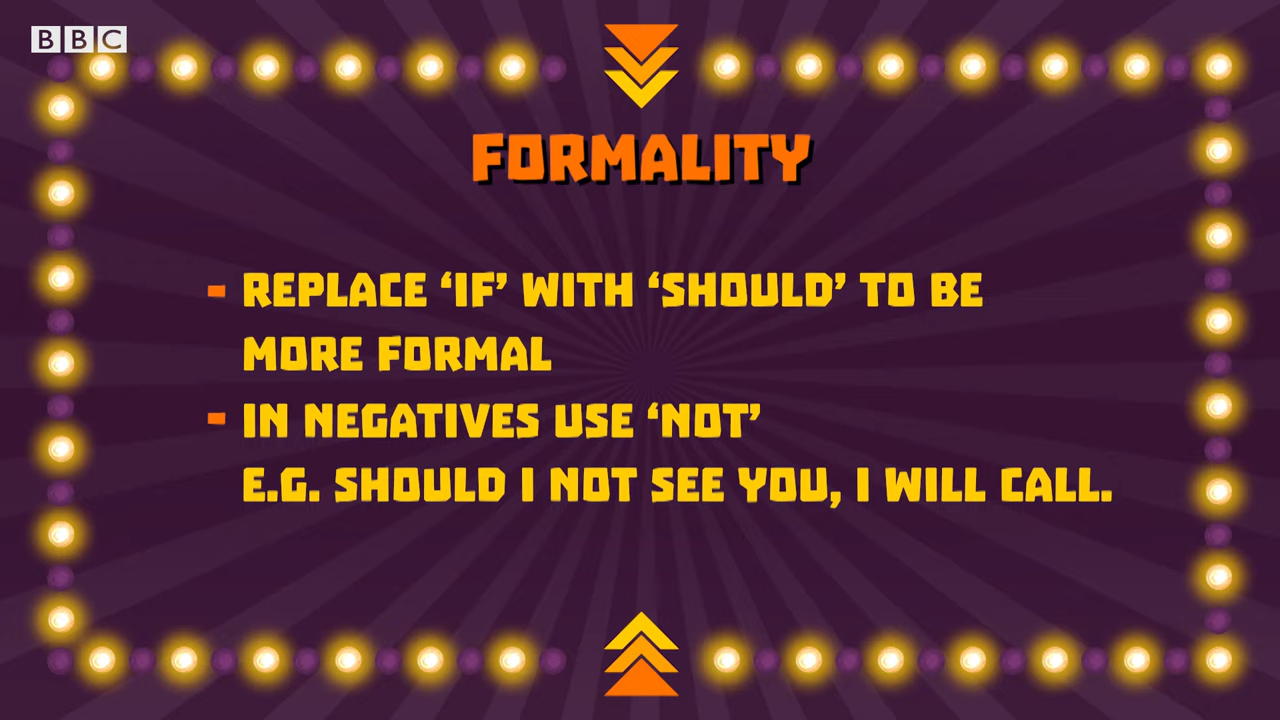 BBC
FORMALITY
- REPLACE ‘IF’ WITH ‘SHOULD’ TO BE
MORE FORMAL
- IN NEGATIVES USE ‘NOT’
E.G. SHOULD I NOT SEE YOU, I WILL CALL.